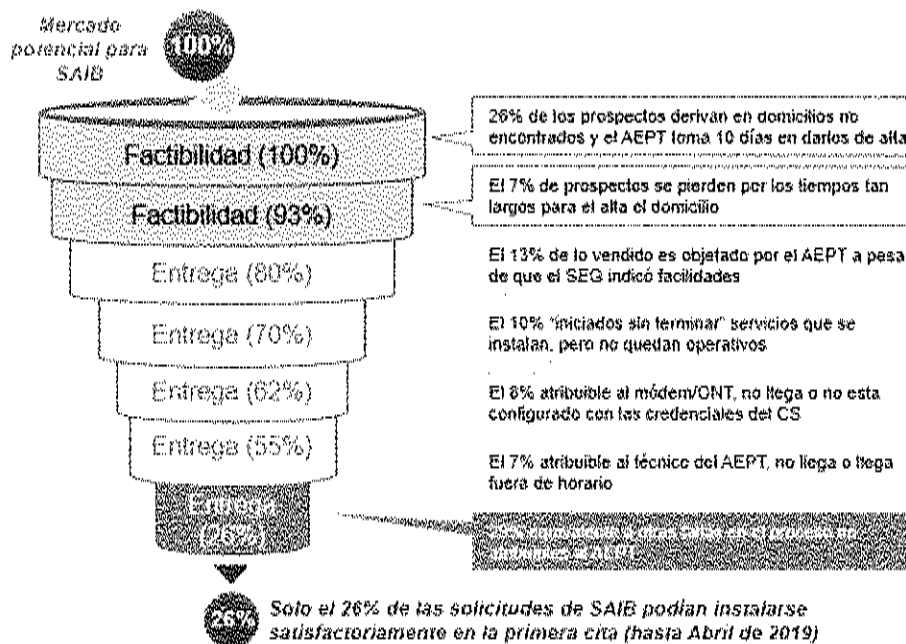 Mercado
potencial para
SAIB
100%
Factibilidad (100%)
26% de los prospectos derivan en domicilios no
encontrados y el AEPT toma 10 días en darlos de alta
Factibilidad (93%)
El 7% de prospectos se pierden por los tiempos tan
largos para el alta el domicilio
Entrega (80%)
El 13% de lo vendido es objetado por el AEPT a pesa
de que el SEG indicó facilidades
Entrega (70%)
El 10% "iniciados sin terminar" servicios que se
instalan, pero no quedan operativos
Entrega (62%)
El 8% atribuible al módem/ONT, no llega o no esta
configurado con las credenciales del CS
Entrega (55%)
El 7% atribuible al técnico del AEPT, no llega o llega
fuera de horario
Entrega
(26%)
en el proceso
al AEPT
26%
Solo el 26% de las solicitudes de SAIB podían instalarse
satisfactoriamente en la primera cita (hasta Abril de 2019)